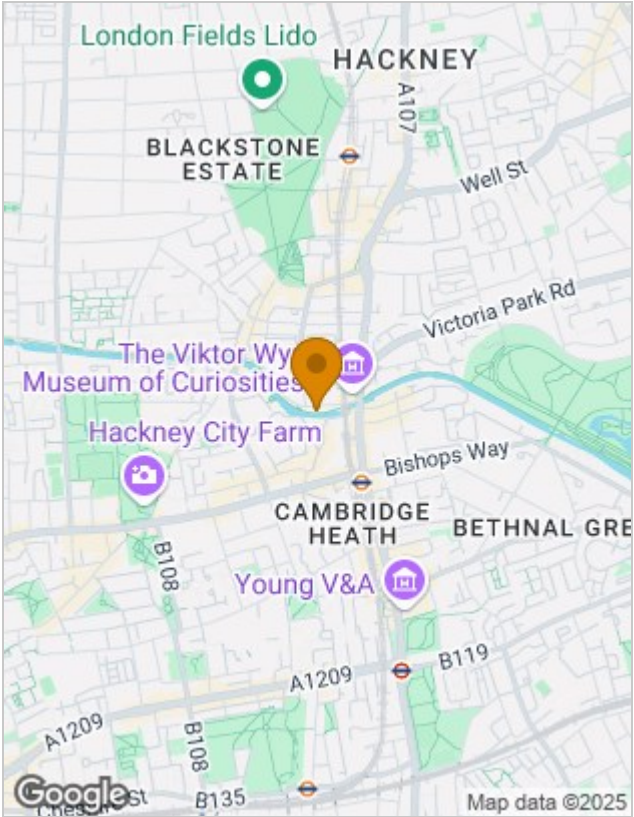 London Fields Lido
HACKNEY
A107
BLACKSTONE
ESTATE
Well St
Victoria Park Rd
The Viktor Wy
Museum of Curiosities
Hackney City Farm
Bishops Way
CAMBRIDGE
HEATH
BETHNAL GRE
B108
Young V&A
B119
A1209
A1209
B108
Google
St
B135
Map data ©2025